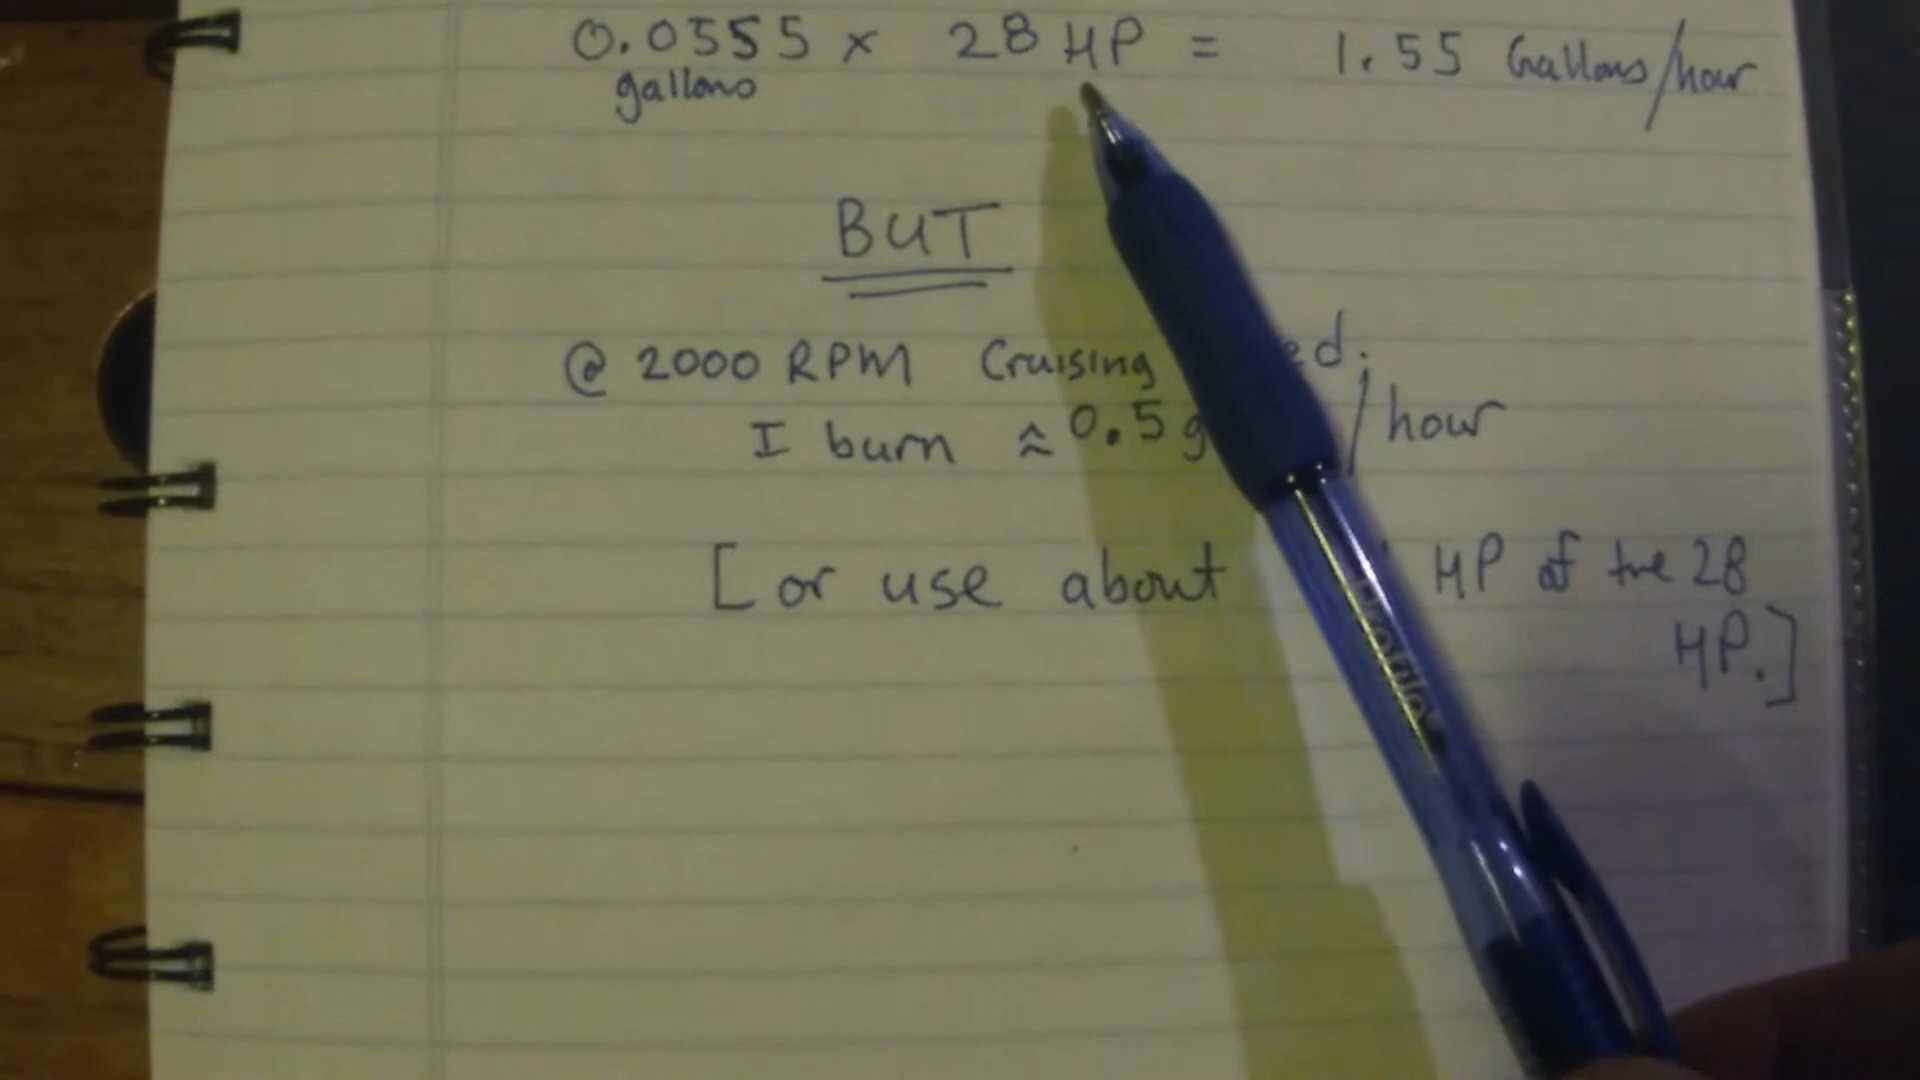 0.0555 x 28 HP = 1.55 Gallons/hour
gallons
BUT
@ 2000 RPM Cruising
I burn ≈ 0.5 /hour
[or use about HP of the 28
HP.]